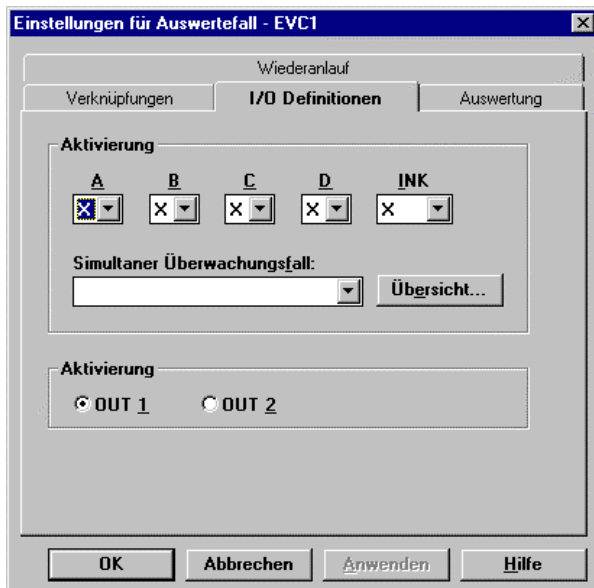 Einstellungen für Auswertefall - EVC1
Wiederanlauf
Verknüpfungen I/O Definitionen Auswertung
Aktivierung
A B C D INK
X X X X X
Simultaner Überwachungsfall:
Übersicht...
Aktivierung
OUT 1 OUT 2
OK Abbrechen Anwenden Hilfe